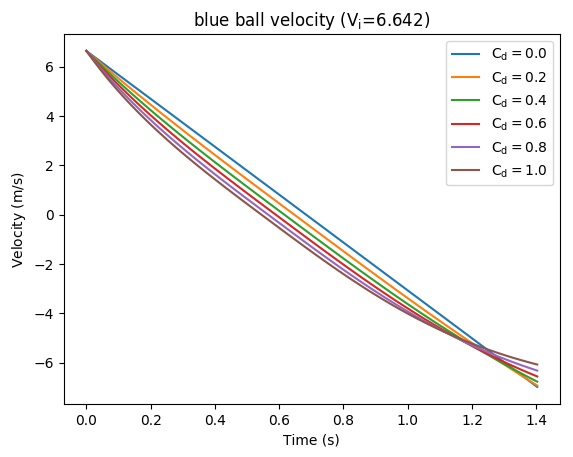 blue ball velocity (Vi=6.642)
Cd = 0.0
Cd = 0.2
Cd = 0.4
Cd = 0.6
Cd = 0.8
Cd = 1.0
Velocity (m/s)
6
4
2
0
−2
−4
−6
0.0 0.2 0.4 0.6 0.8 1.0 1.2 1.4
Time (s)